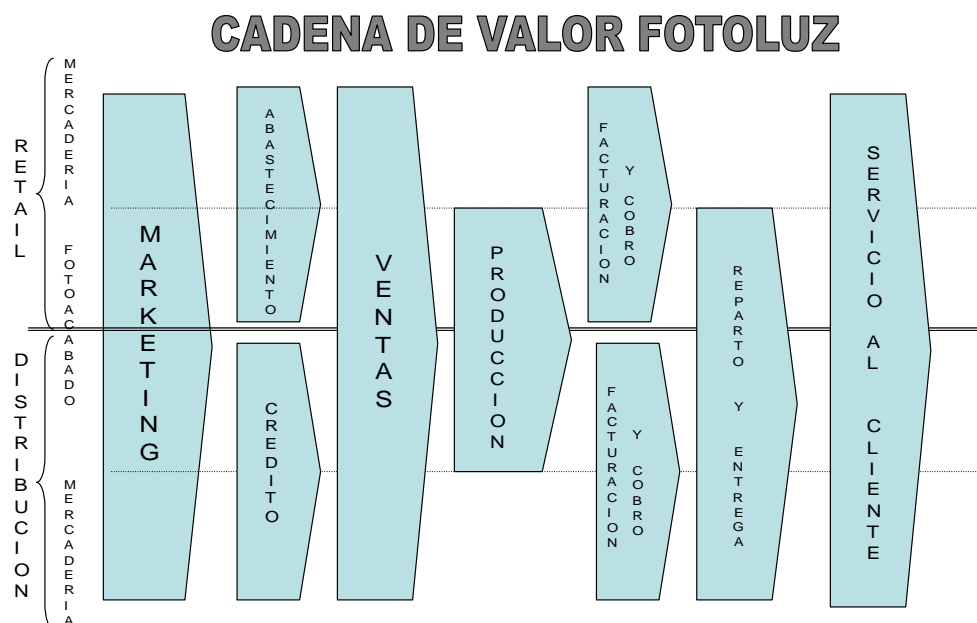 CADENA DE VALOR FOTOLUZ
RETAIL
MERCADERIA
FOTOACABADO
DISTRIBUCION
MERCADERIA
MARKETING
ABASTECIMIENTO
CREDITO
VENTAS
PRODUCCION
FACTURACION
Y COBRO
FACTURACION
Y COBRO
REPARTO Y ENTREGA
SERVICIO AL CLIENTE